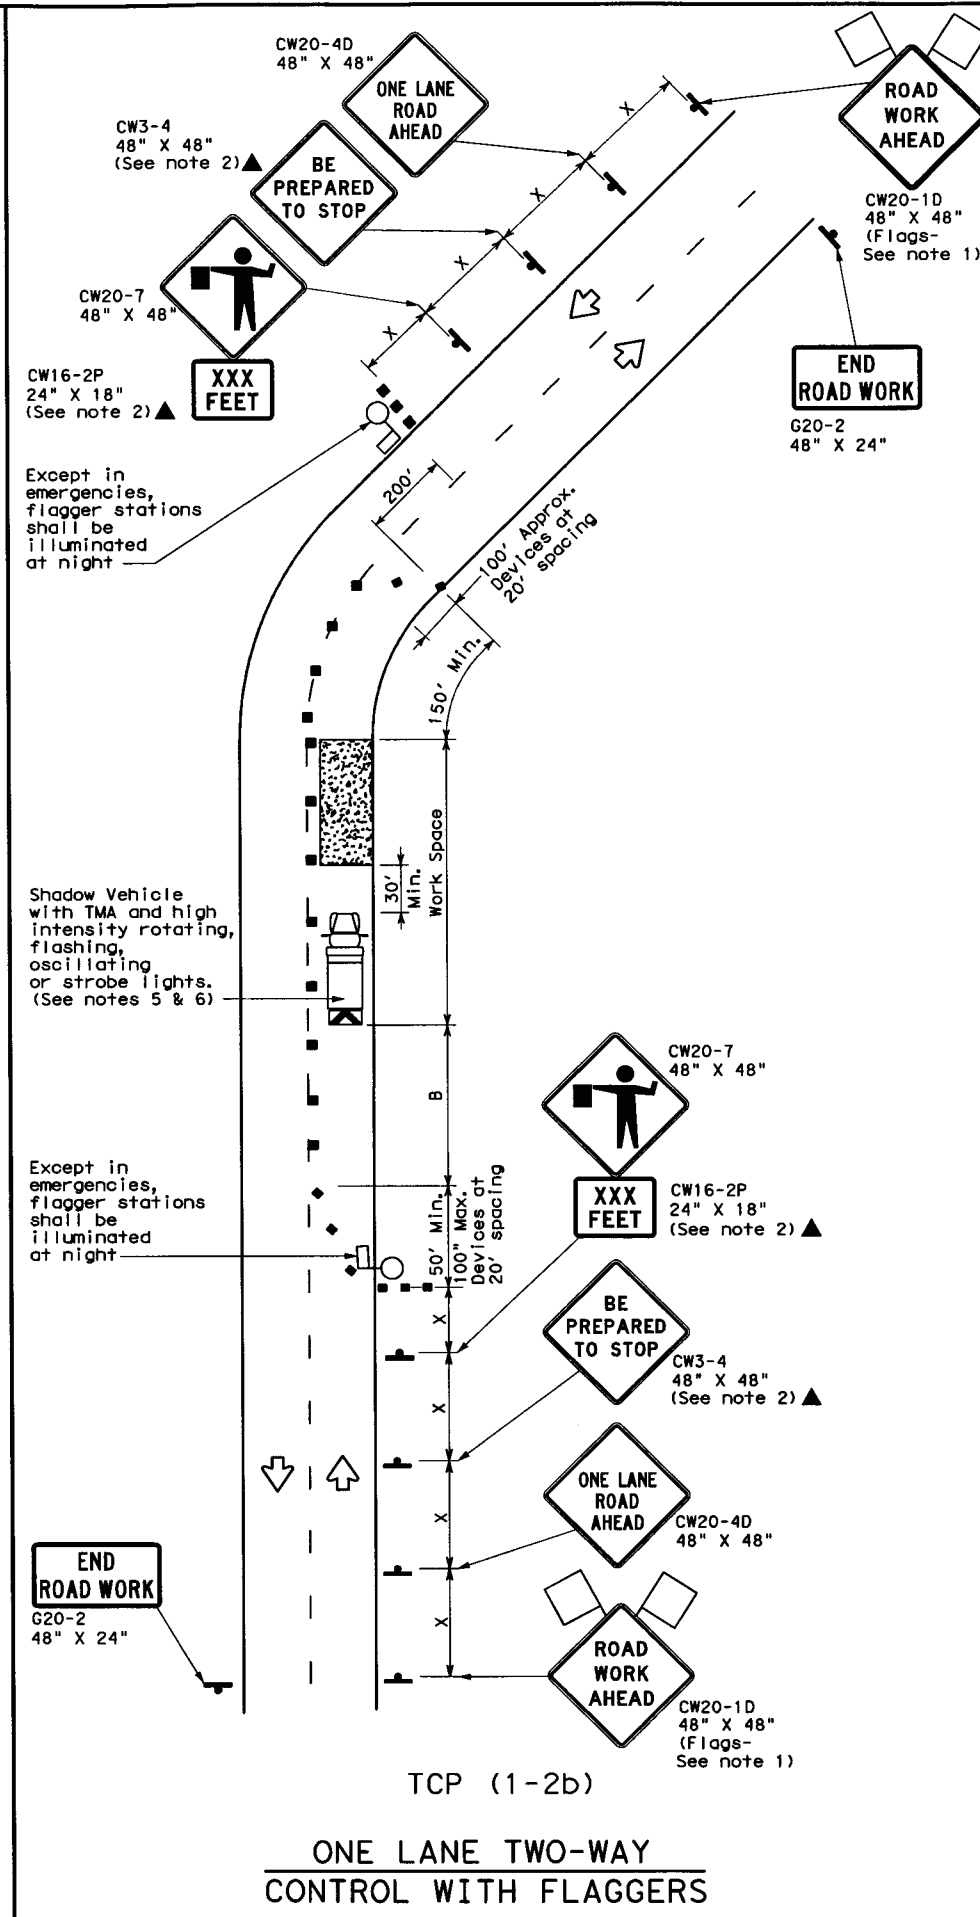 CW20-4D
48" X 48"
ONE LANE
ROAD
AHEAD
X
ROAD
WORK
AHEAD
CW3-4
48" X 48"
(See note 2)▲
BE
PREPARED
TO STOP
X
CW20-1D
48" X 48"
(Flags-
See note 1)
X
CW20-7
48" X 48"
X
CW16-2P
24" X 18"
(See note 2)▲
XXX
FEET
END
ROAD WORK
G20-2
48" X 24"
Except in
emergencies,
flagger stations
shall be
illuminated
at night
200'
100' Approx.
Devices at
20' spacing
150' Min.
Work Space
30'
Min.
Shadow Vehicle
with TMA and high
intensity rotating,
flashing,
oscillating
or strobe lights.
(See notes 5 & 6)
B
CW20-7
48" X 48"
XXX
FEET
CW16-2P
24" X 18"
(See note 2)▲
Except in
emergencies,
flagger stations
shall be
illuminated
at night
50' Min.
100" Max.
Devices at
20' spacing
X
BE
PREPARED
TO STOP
CW3-4
48" X 48"
(See note 2)▲
X
ONE LANE
ROAD
AHEAD
CW20-4D
48" X 48"
X
END
ROAD WORK
G20-2
48" X 24"
X
ROAD
WORK
AHEAD
CW20-1D
48" X 48"
(Flags-
See note 1)
TCP (1-2b)
ONE LANE TWO-WAY
CONTROL WITH FLAGGERS